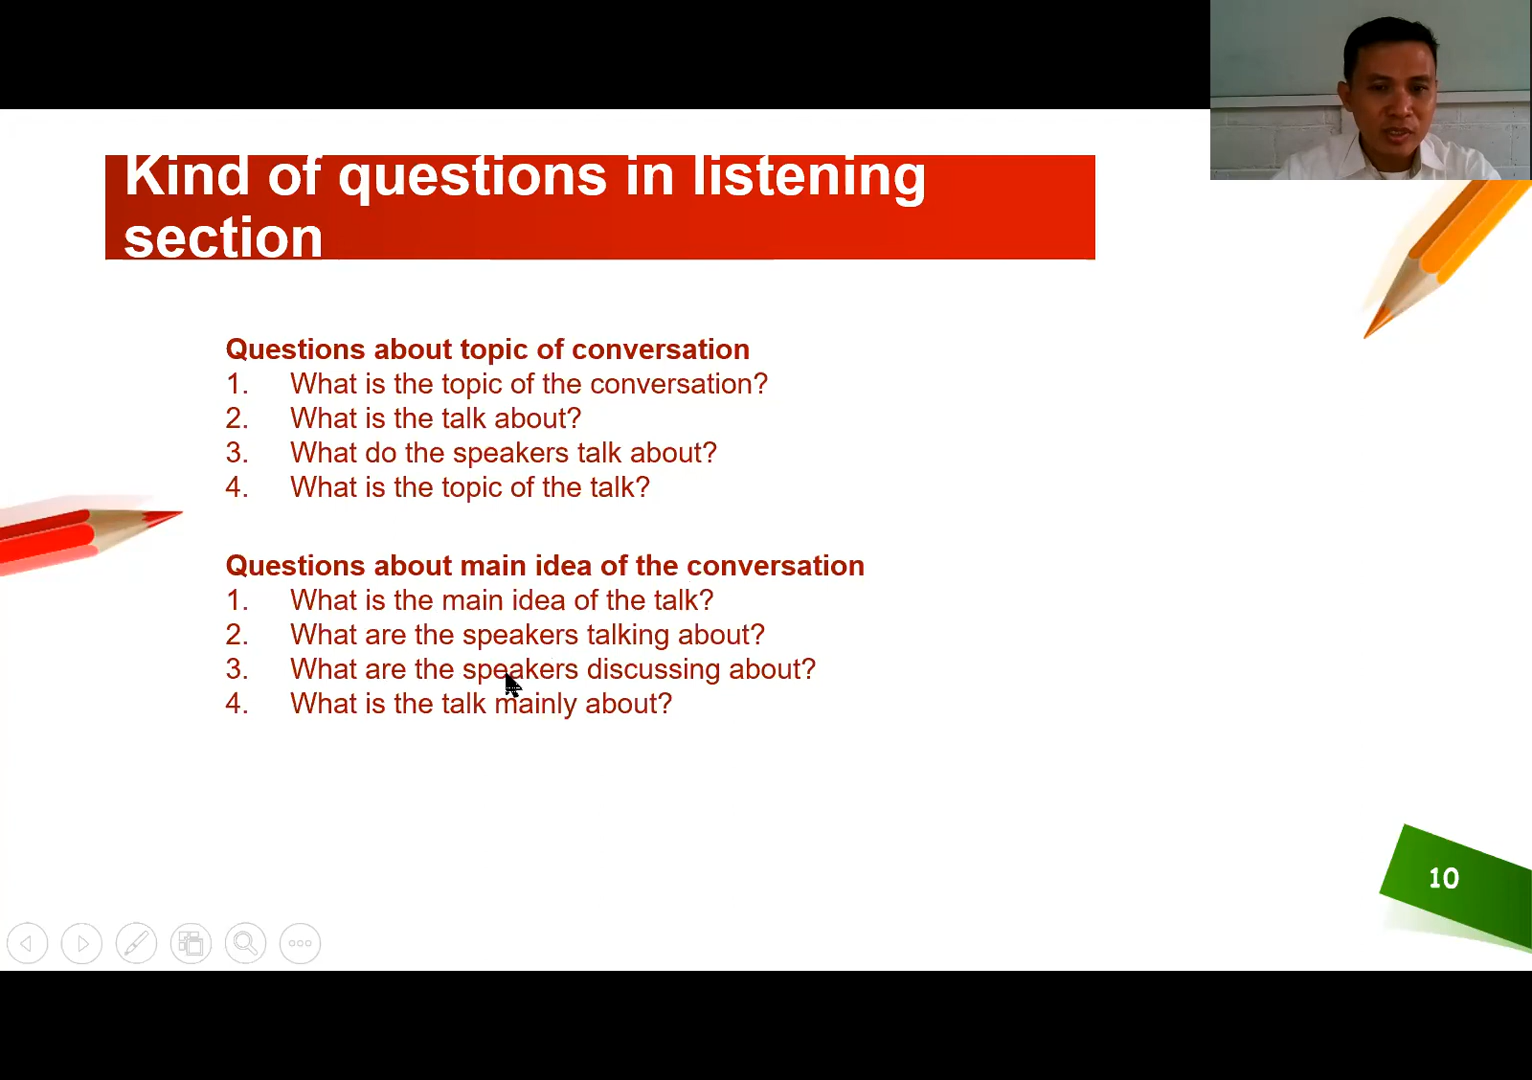 Kind of questions in listening
section
Questions about topic of conversation
1. What is the topic of the conversation?
2. What is the talk about?
3. What do the speakers talk about?
4. What is the topic of the talk?
Questions about main idea of the conversation
1. What is the main idea of the talk?
2. What are the speakers talking about?
3. What are the speakers discussing about?
4. What is the talk mainly about?
10